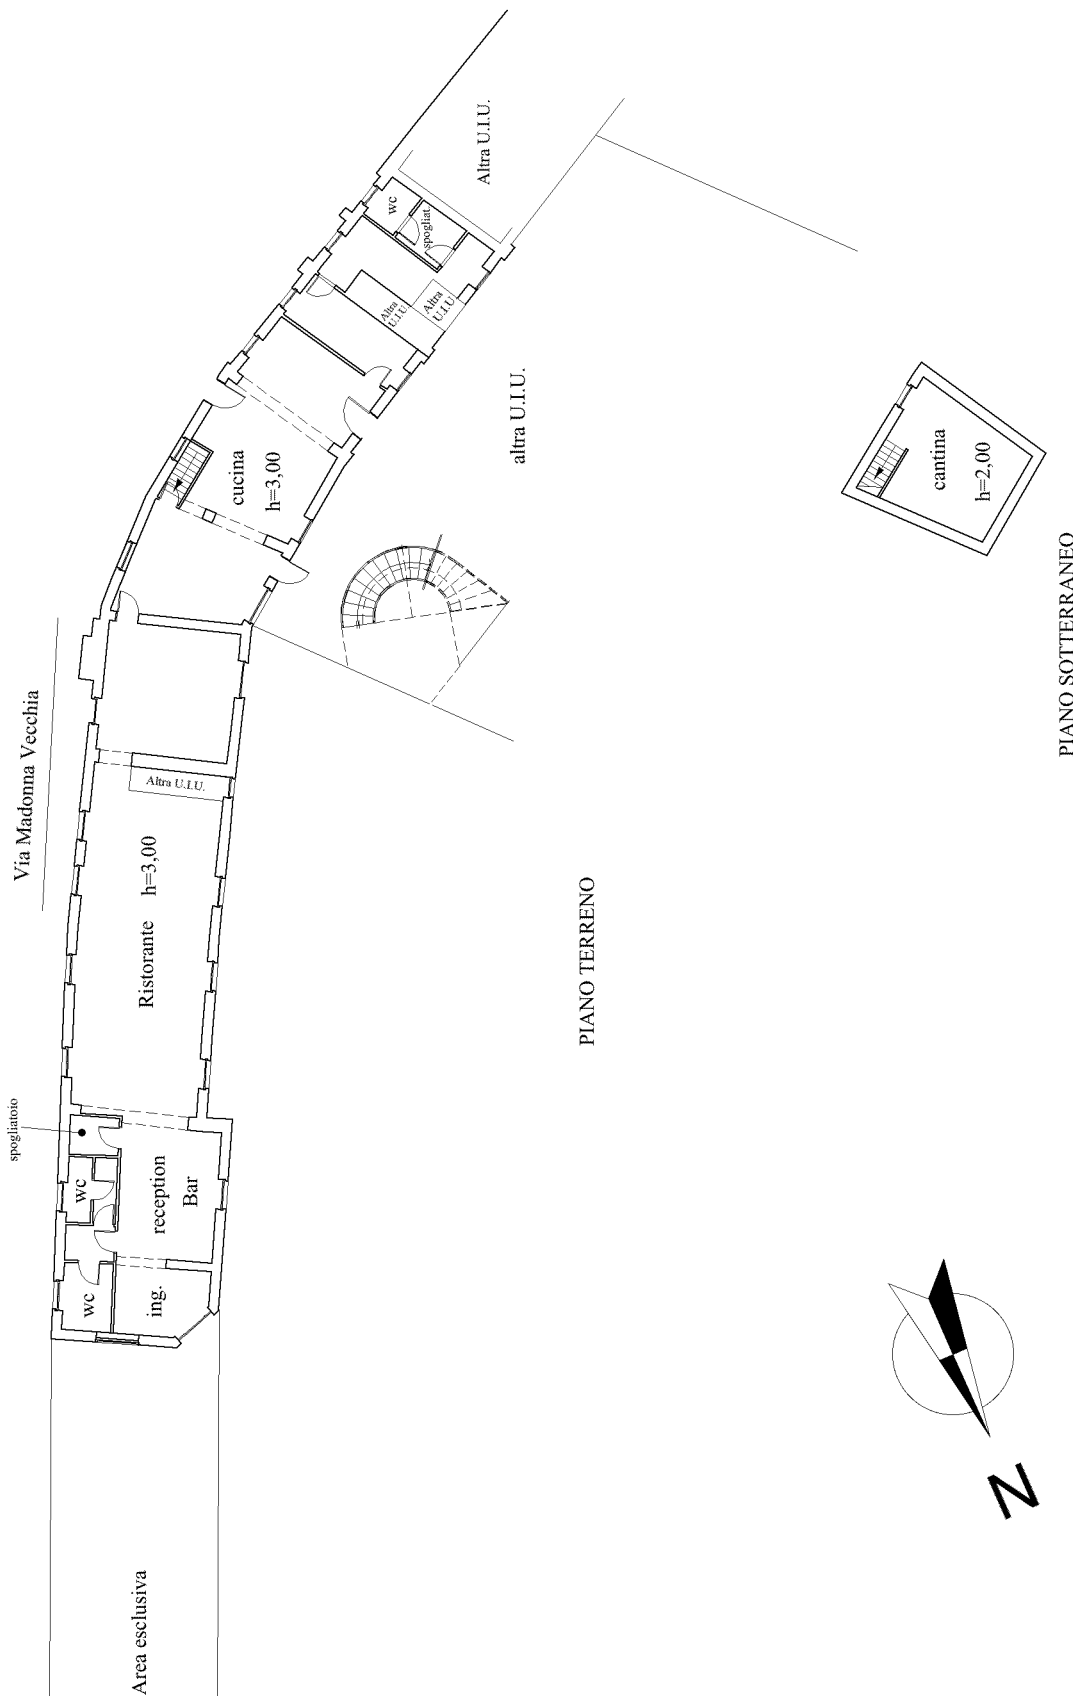 Altra U.I.U.
wc
spogliat.
Altra
U.I.U
Altra
U.I.U
altra U.I.U.
cucina
h=3,00
cantina
h=2,00
PIANO SOTTERRANEO
Via Madonna Vecchia
Altra U.I.U.
Ristorante h=3,00
PIANO TERRENO
spogliatoio
wc
reception
Bar
wc
ing.
N
Area esclusiva